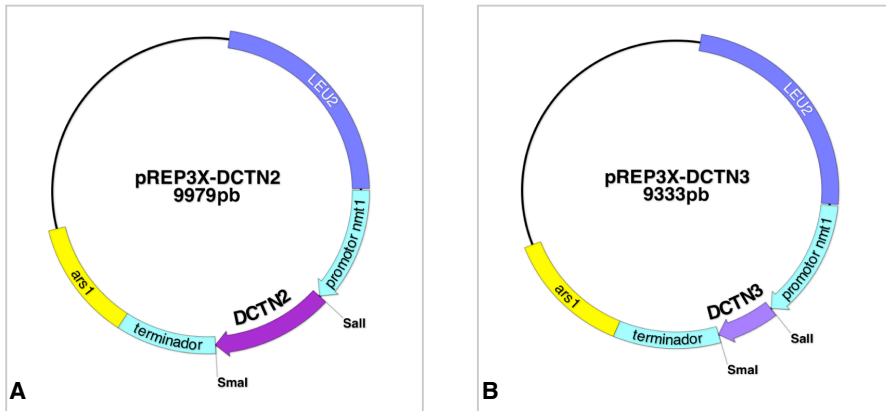 LEU2
pREP3X-DCTN2
9979pb
promotor nmt1
DCTN2
SalI
SmaI
terminador
ars1
A
LEU2
pREP3X-DCTN3
9333pb
promotor nmt1
DCTN3
SalI
SmaI
terminador
ars1
B